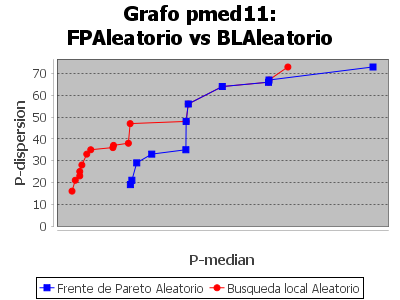 Grafo pmed11:
FPAleatorio vs BLAleatorio
70
60
50
40
30
20
10
0
P-dispersion
P-median
Frente de Pareto Aleatorio
Busqueda local Aleatorio